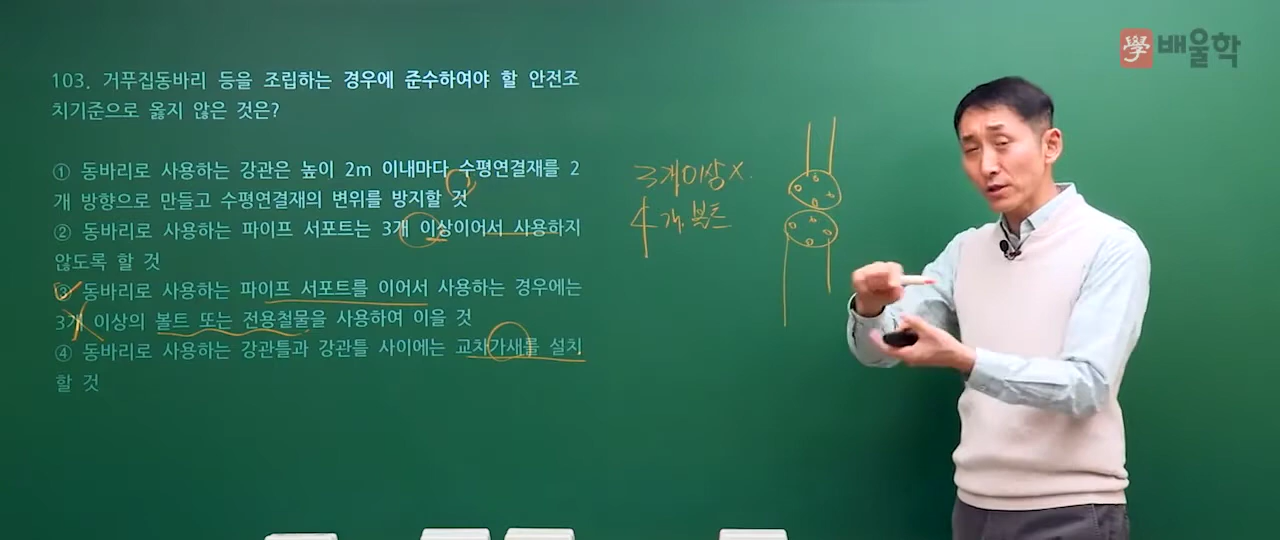 學 배울학
103. 거푸집동바리 등을 조립하는 경우에 준수하여야 할 안전조
치기준으로 옳지 않은 것은?
① 동바리로 사용하는 강관은 높이 2m 이내마다 수평연결재를 2
개 방향으로 만들고 수평연결재의 변위를 방지할 것
② 동바리로 사용하는 파이프 서포트는 3개 이상이어서 사용하지
않도록 할 것
③ 동바리로 사용하는 파이프 서포트를 이어서 사용하는 경우에는
3개 이상의 볼트 또는 전용철물을 사용하여 이을 것
④ 동바리로 사용하는 강관틀과 강관틀 사이에는 교차가새를 설치
할 것
3개이상 X.
4개. 볼트